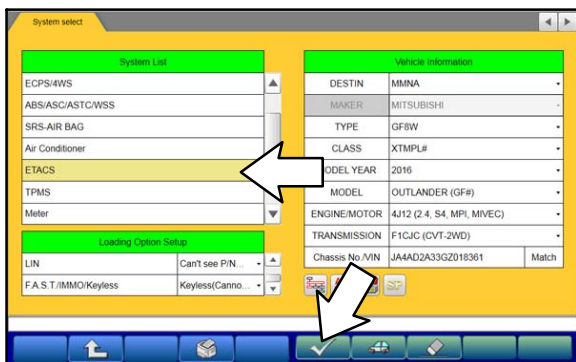 System select
System List
ECPS/4WS
ABS/ASC/ASTC/WSS
SRS-AIR BAG
Air Conditioner
ETACS
TPMS
Meter
Loading Option Setup
LIN Can't see P/N...
F.A.S.T./IMMO/Keyless Keyless(Canno...
Vehicle Information
DESTIN MMNA
MAKER MITSUBISHI
TYPE GF8W
CLASS XTMPL#
ODEL YEAR 2016
MODEL OUTLANDER (GF#)
ENGINE/MOTOR 4J12 (2.4, S4, MPI, MIVEC)
TRANSMISSION F1CJC (CVT-2WD)
Chassis No./VIN JA4AD2A33GZ018361 Match
SP